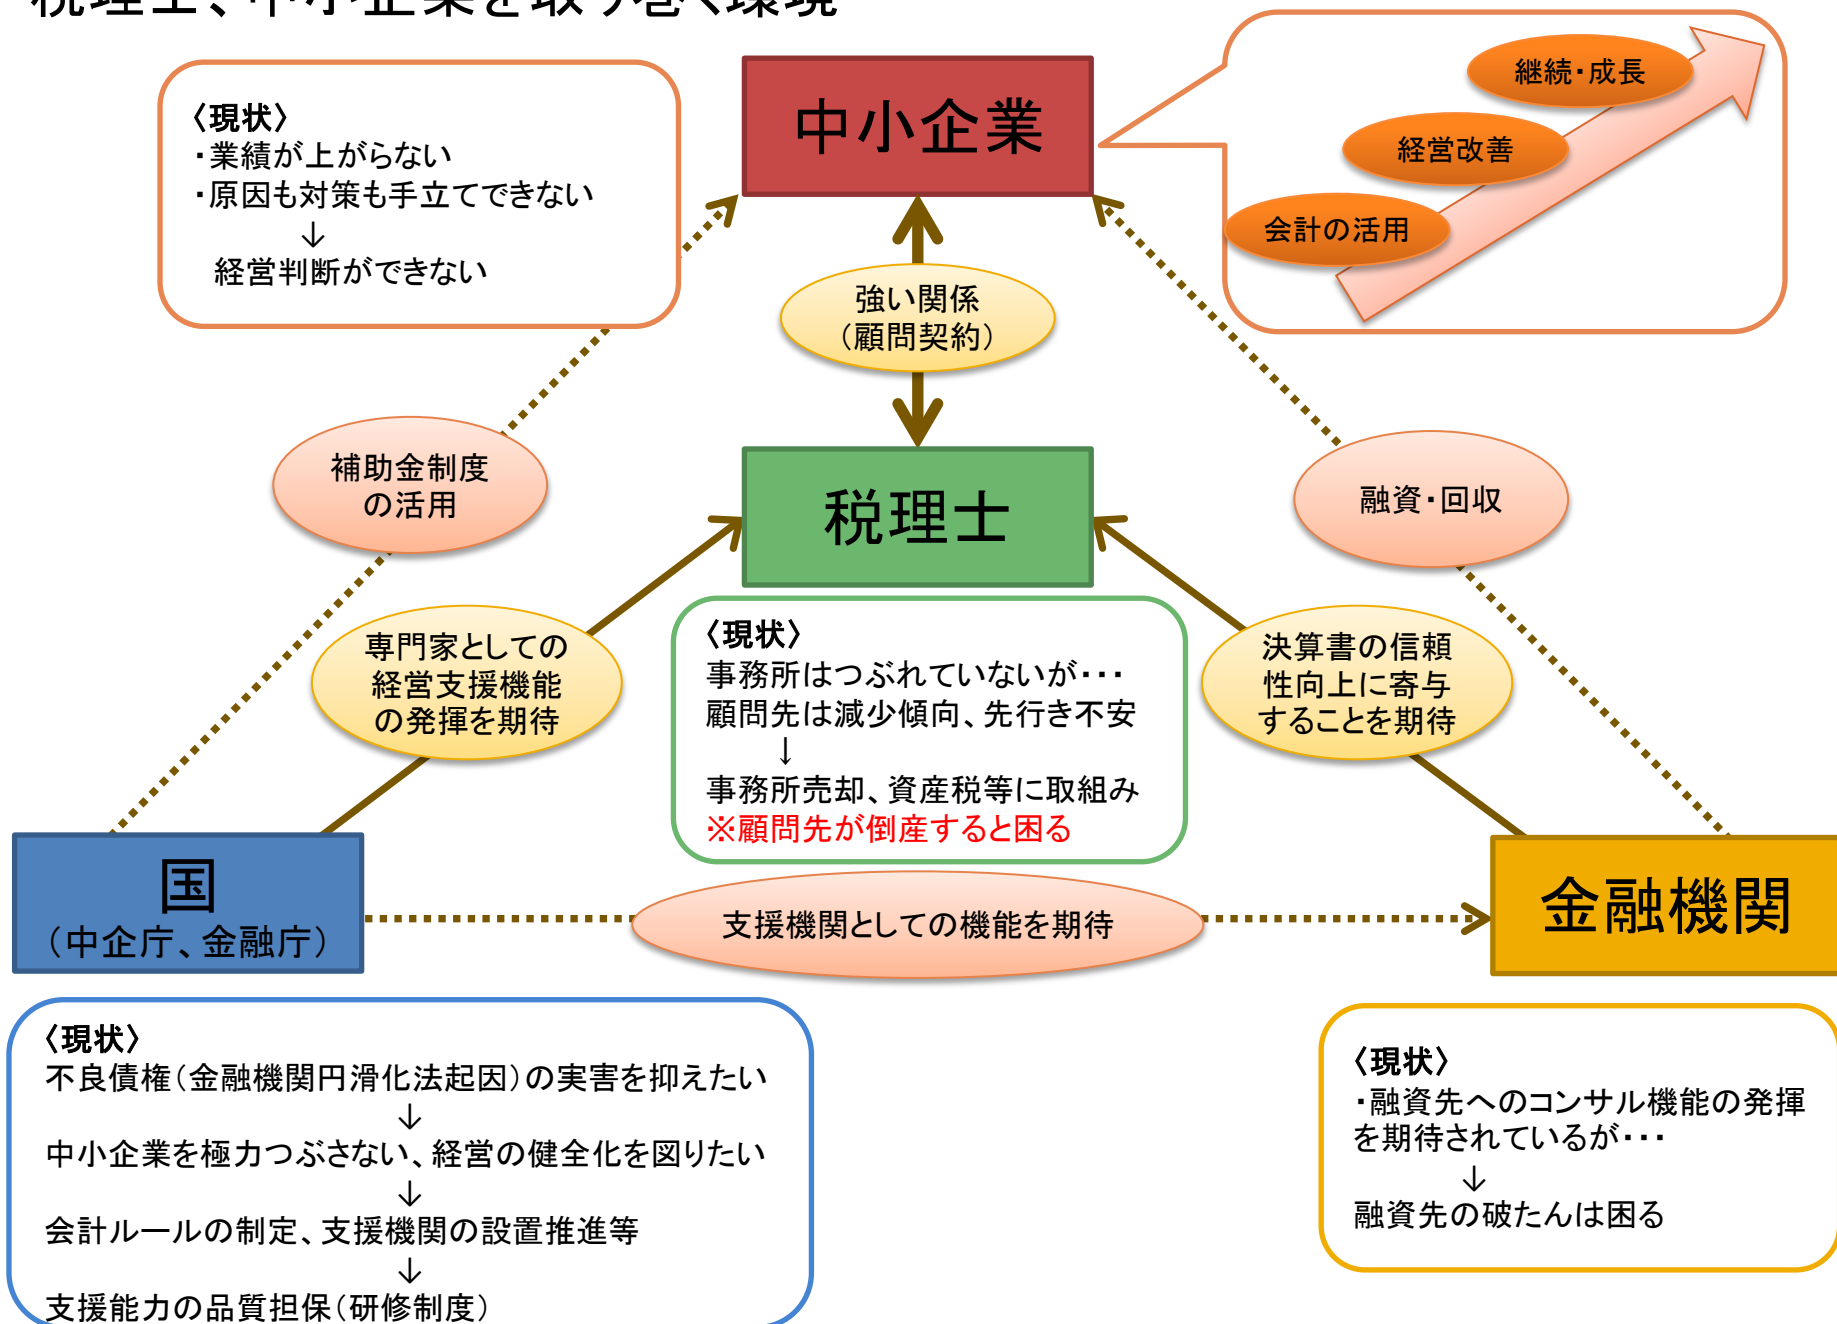 税理士、中小企業を取り巻く環境
〈現状〉
・業績が上がらない
・原因も対策も手立てできない
↓
経営判断ができない
中小企業
継続・成長
経営改善
会計の活用
強い関係
（顧問契約）
補助金制度
の活用
税理士
融資・回収
専門家としての
経営支援機能
の発揮を期待
〈現状〉
事務所はつぶれていないが・・・
顧問先は減少傾向、先行き不安
↓
事務所売却、資産税等に取組み
※顧問先が倒産すると困る
決算書の信頼
性向上に寄与
することを期待
国
（中企庁、金融庁）
支援機関としての機能を期待
金融機関
〈現状〉
不良債権（金融機関円滑化法起因）の実害を抑えたい
↓
中小企業を極力つぶさない、経営の健全化を図りたい
↓
会計ルールの制定、支援機関の設置推進等
↓
支援能力の品質担保（研修制度）
〈現状〉
・融資先へのコンサル機能の発揮
を期待されているが・・・
↓
融資先の破たんは困る